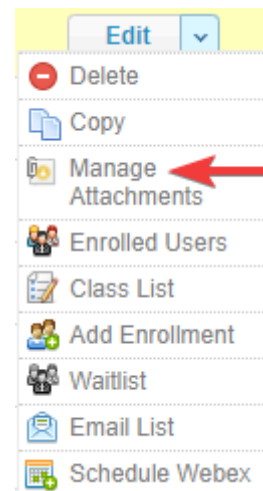 Edit
Delete
Copy
Manage
Attachments
Enrolled Users
Class List
Add Enrollment
Waitlist
Email List
Schedule Webex